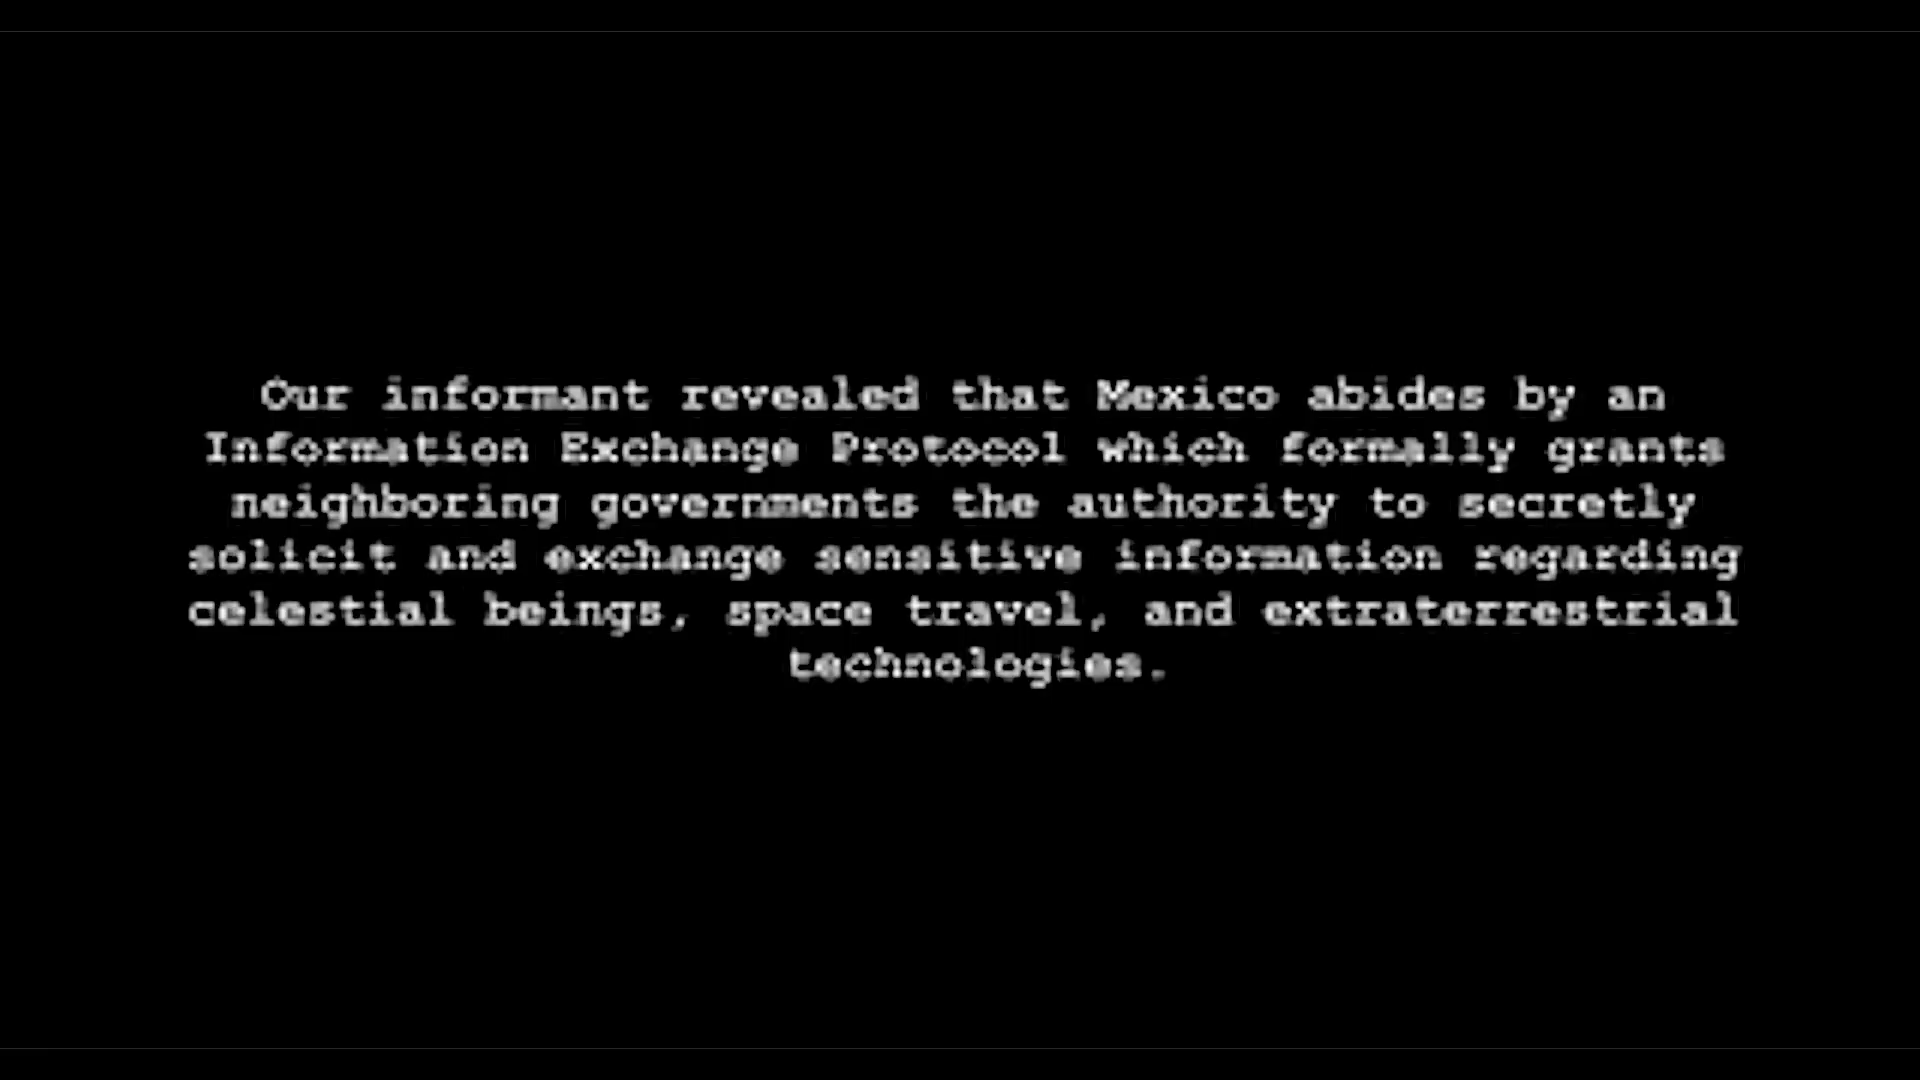 Our informant revealed that Mexico abides by an
Information Exchange Protocol which formally grants
neighboring governments the authority to secretly
solicit and exchange sensitive information regarding
celestial beings, space travel, and extraterrestrial
technologies.